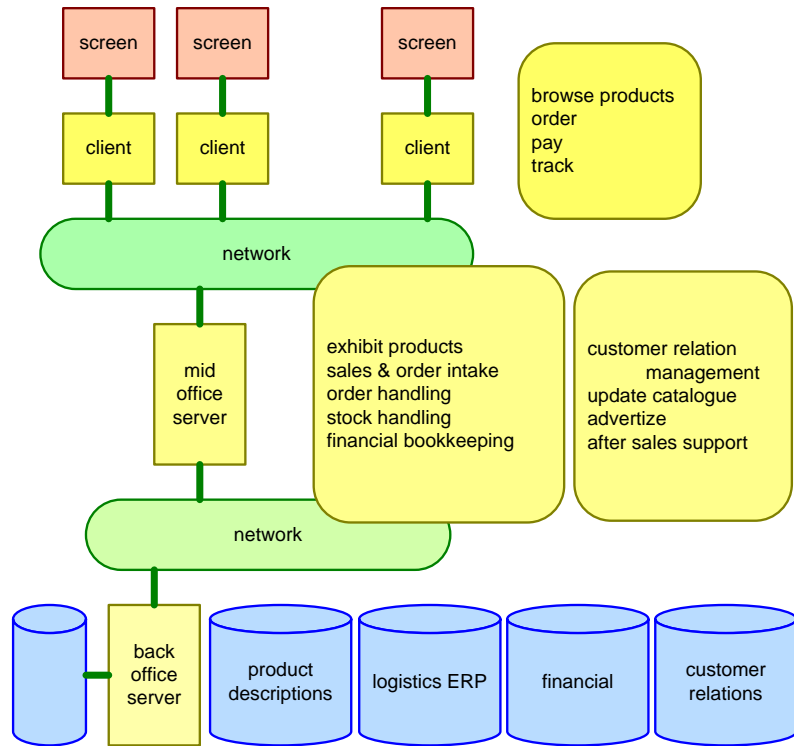 screen
screen
screen
client
client
client
browse products
order
pay
track
network
mid
office
server
exhibit products
sales & order intake
order handling
stock handling
financial bookkeeping
customer relation
management
update catalogue
advertize
after sales support
network
back
office
server
product
descriptions
logistics ERP
financial
customer
relations